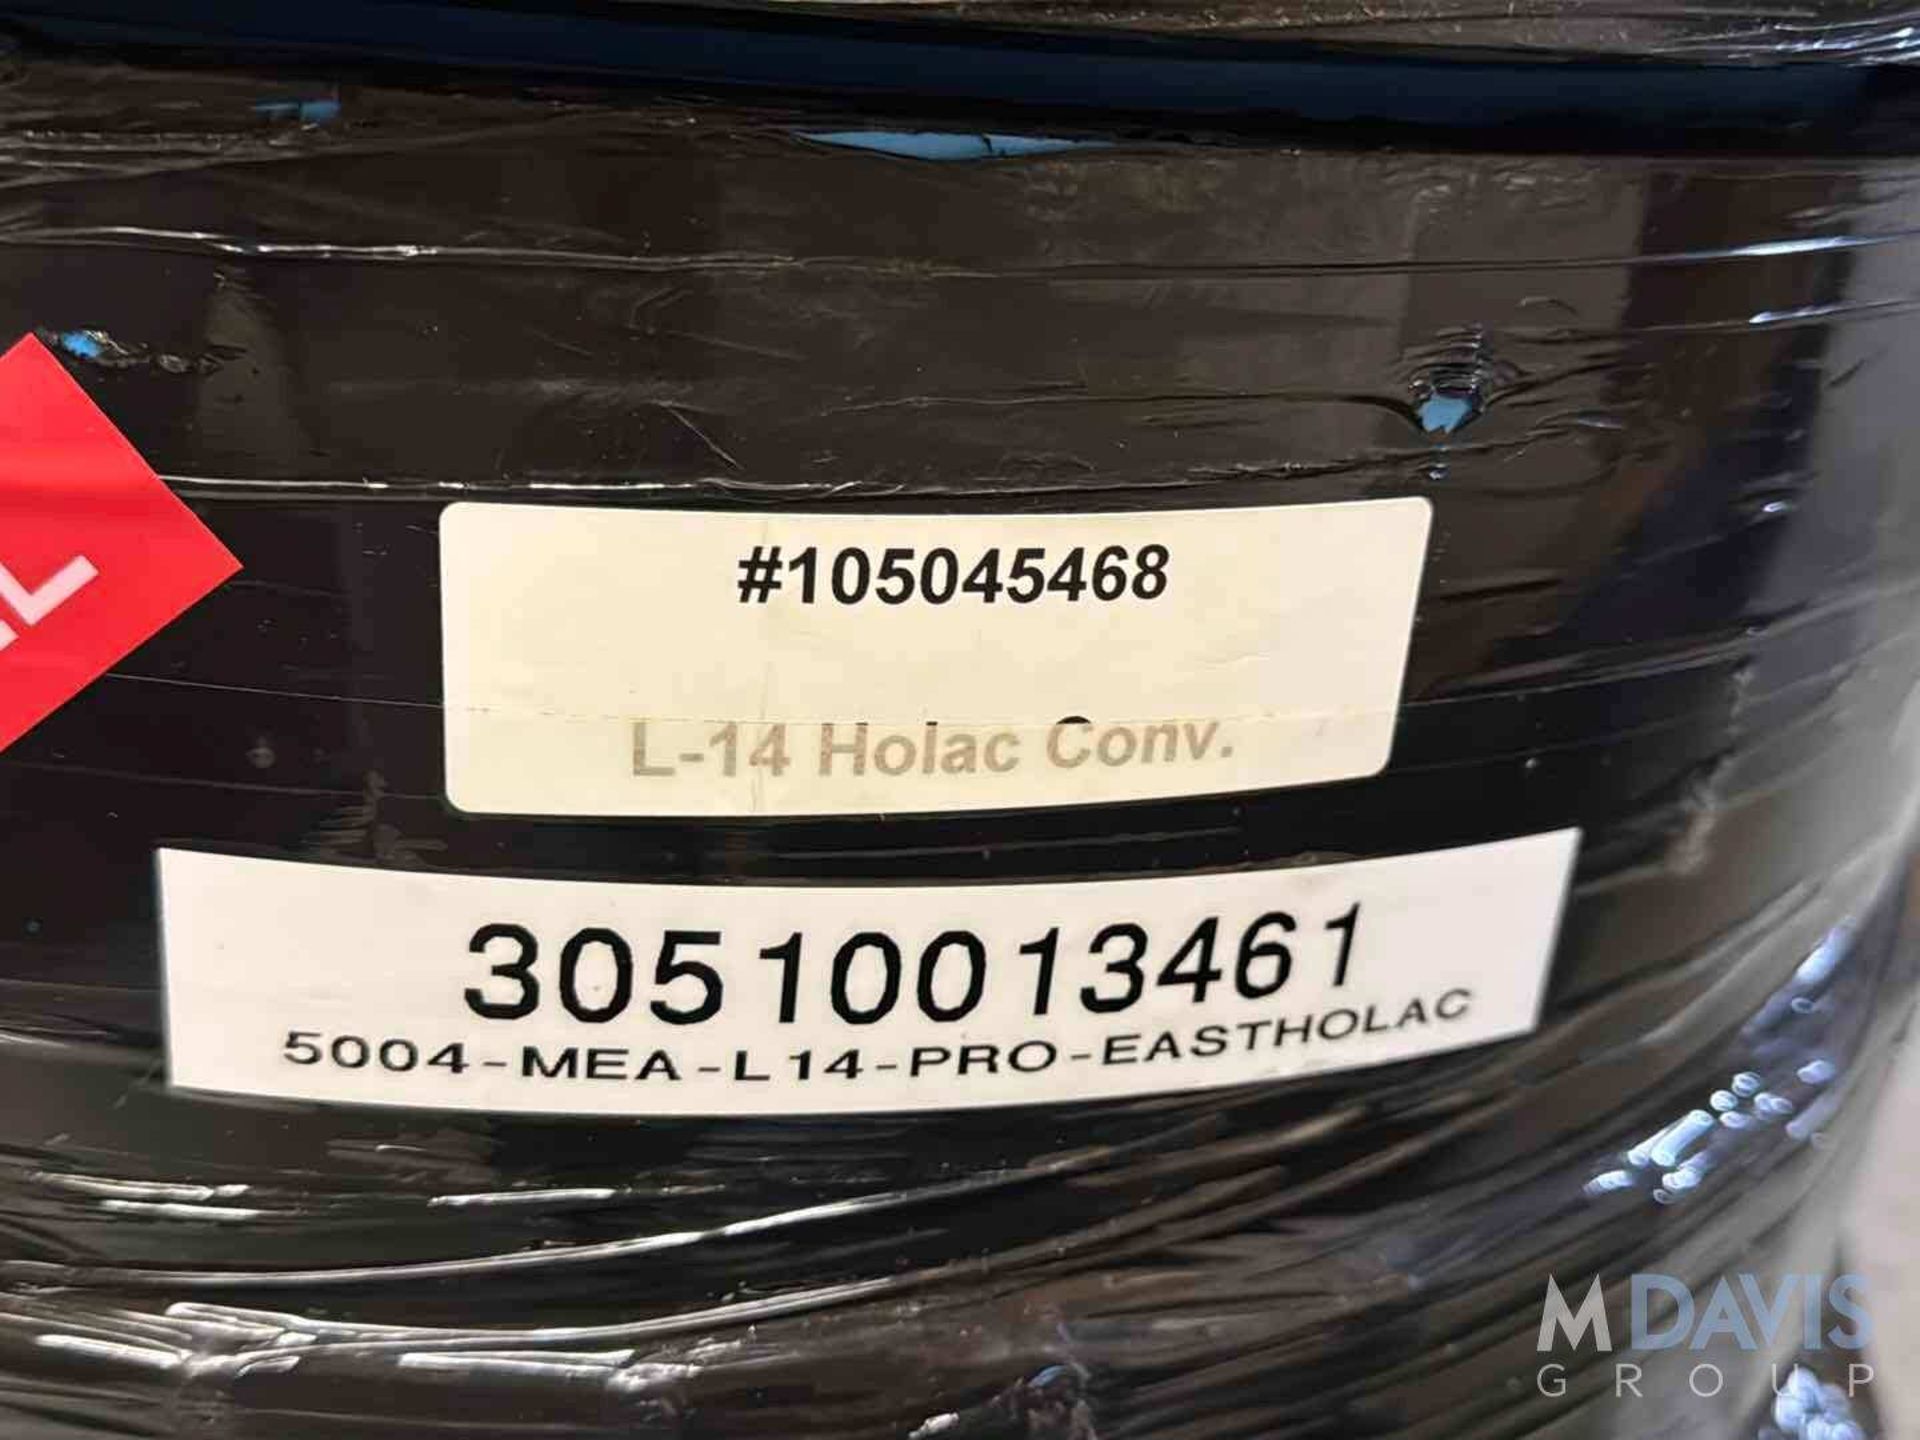 #105045468
L-14 Holac Conv.
30510013461
5004-MEA-L14-PRO-EASTHOLAC
M DAVIS
GROUP